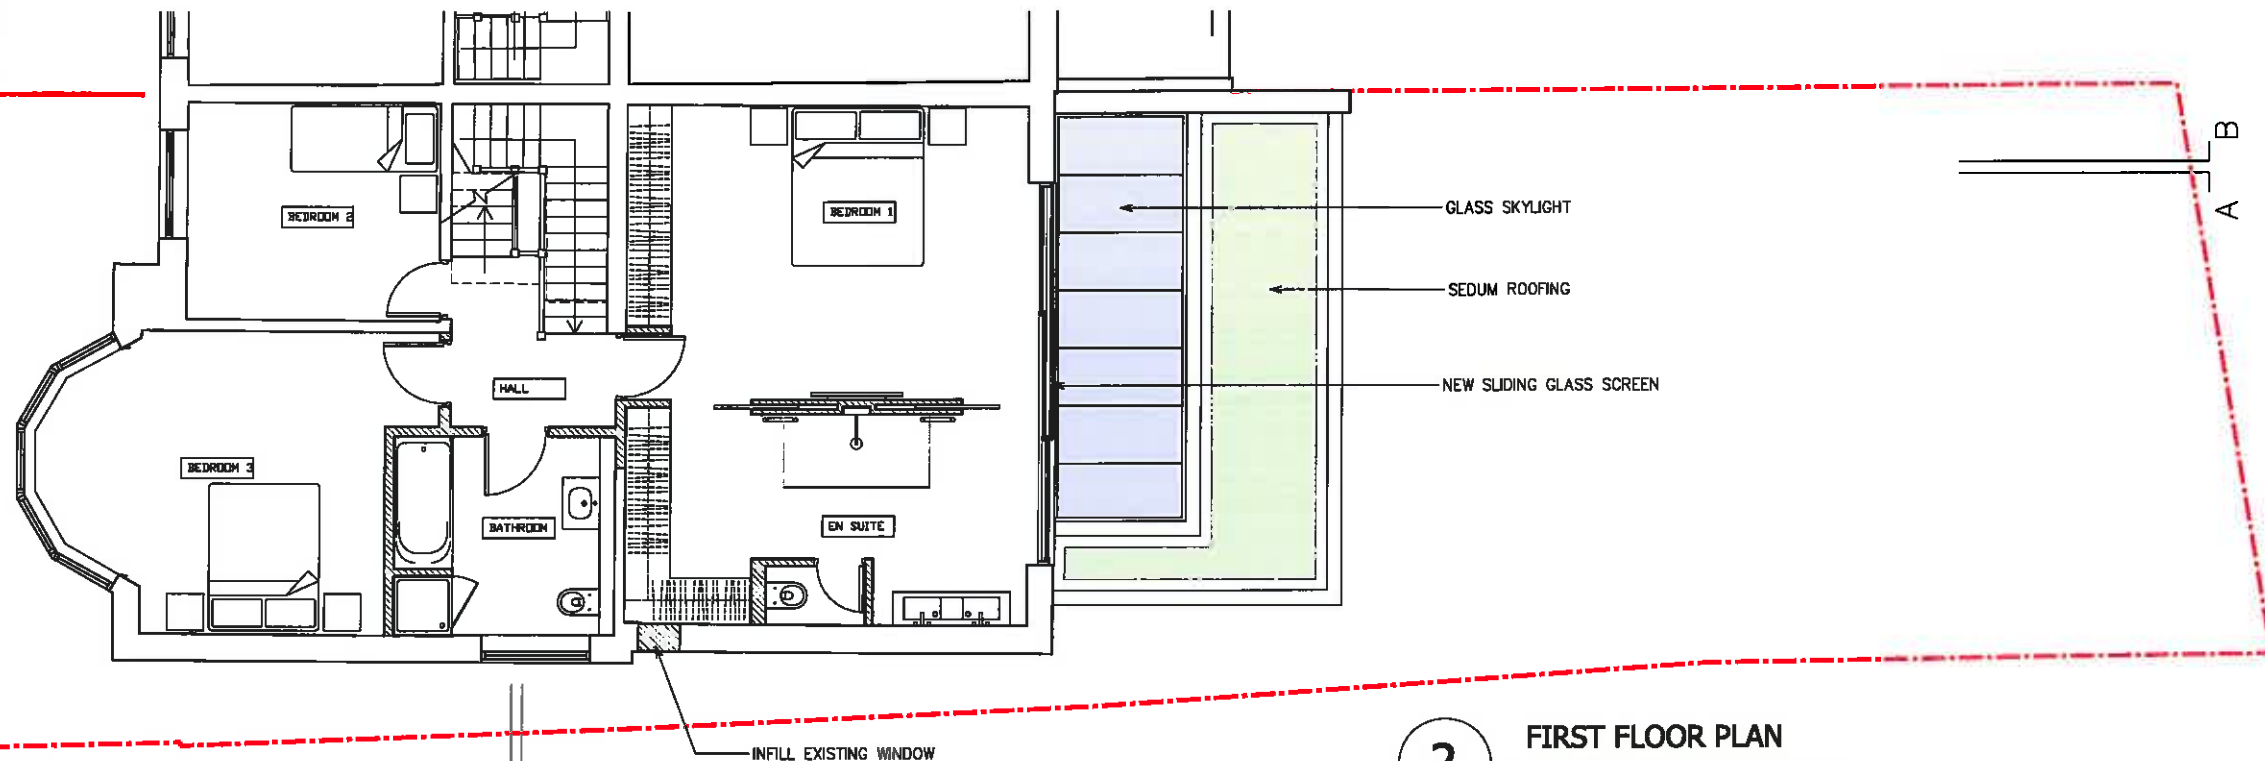 B
A
GLASS SKYLIGHT
BEDROOM 2
BEDROOM 1
SEDUM ROOFING
NEW SLIDING GLASS SCREEN
HALL
BEDROOM 3
BATHROOM
EN SUITE
INFILL EXISTING WINDOW
2
FIRST FLOOR PLAN